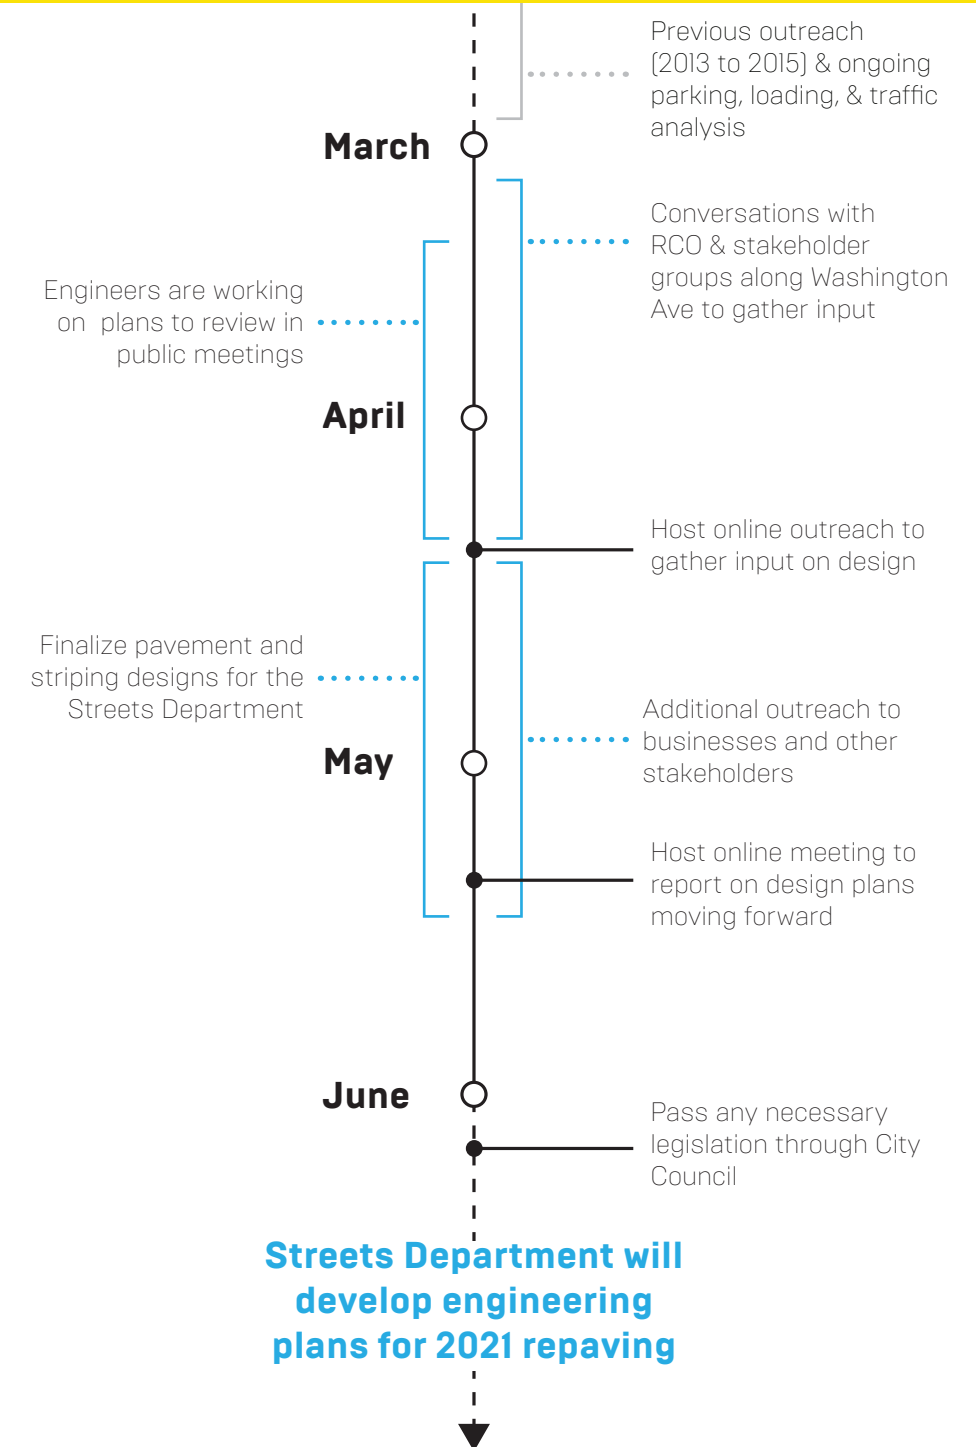 Previous outreach
(2013 to 2015) & ongoing
parking, loading, & traffic
analysis
March
Conversations with
RCO & stakeholder
groups along Washington
Ave to gather input
Engineers are working
on plans to review in
public meetings
April
Host online outreach to
gather input on design
Finalize pavement and
striping designs for the
Streets Department
Additional outreach to
businesses and other
stakeholders
May
Host online meeting to
report on design plans
moving forward
June
Pass any necessary
legislation through City
Council
Streets Department will
develop engineering
plans for 2021 repaving